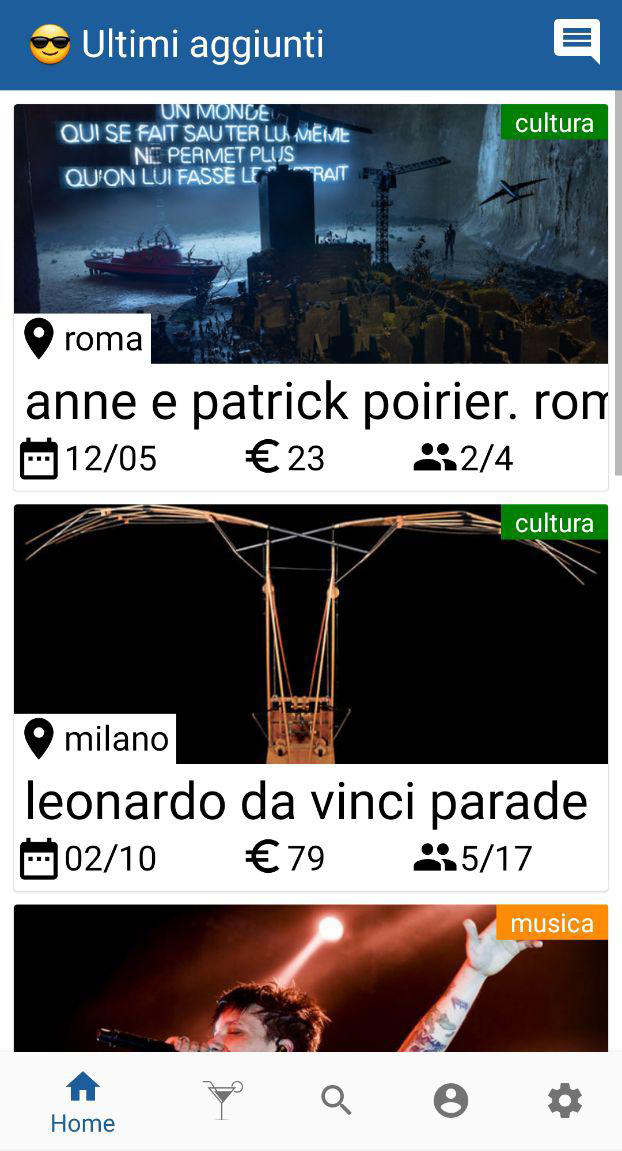 😎 Ultimi aggiunti
cultura
UN MONDE
QUI SE FAIT SAUTER LUI MEME
NE PERMET PLUS
QU'ON LUI FASSE LE
roma
anne e patrick poirier. rom
12/05
€ 23
2/4
cultura
milano
leonardo da vinci parade
02/10
€ 79
5/17
musica
Home